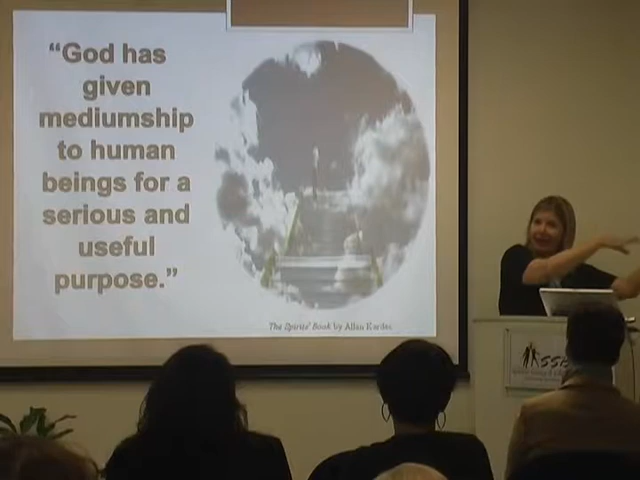 “God has
given
mediumship
to human
beings for a
serious and
useful
purpose.”
The Spirits' Book by Allan Kardec